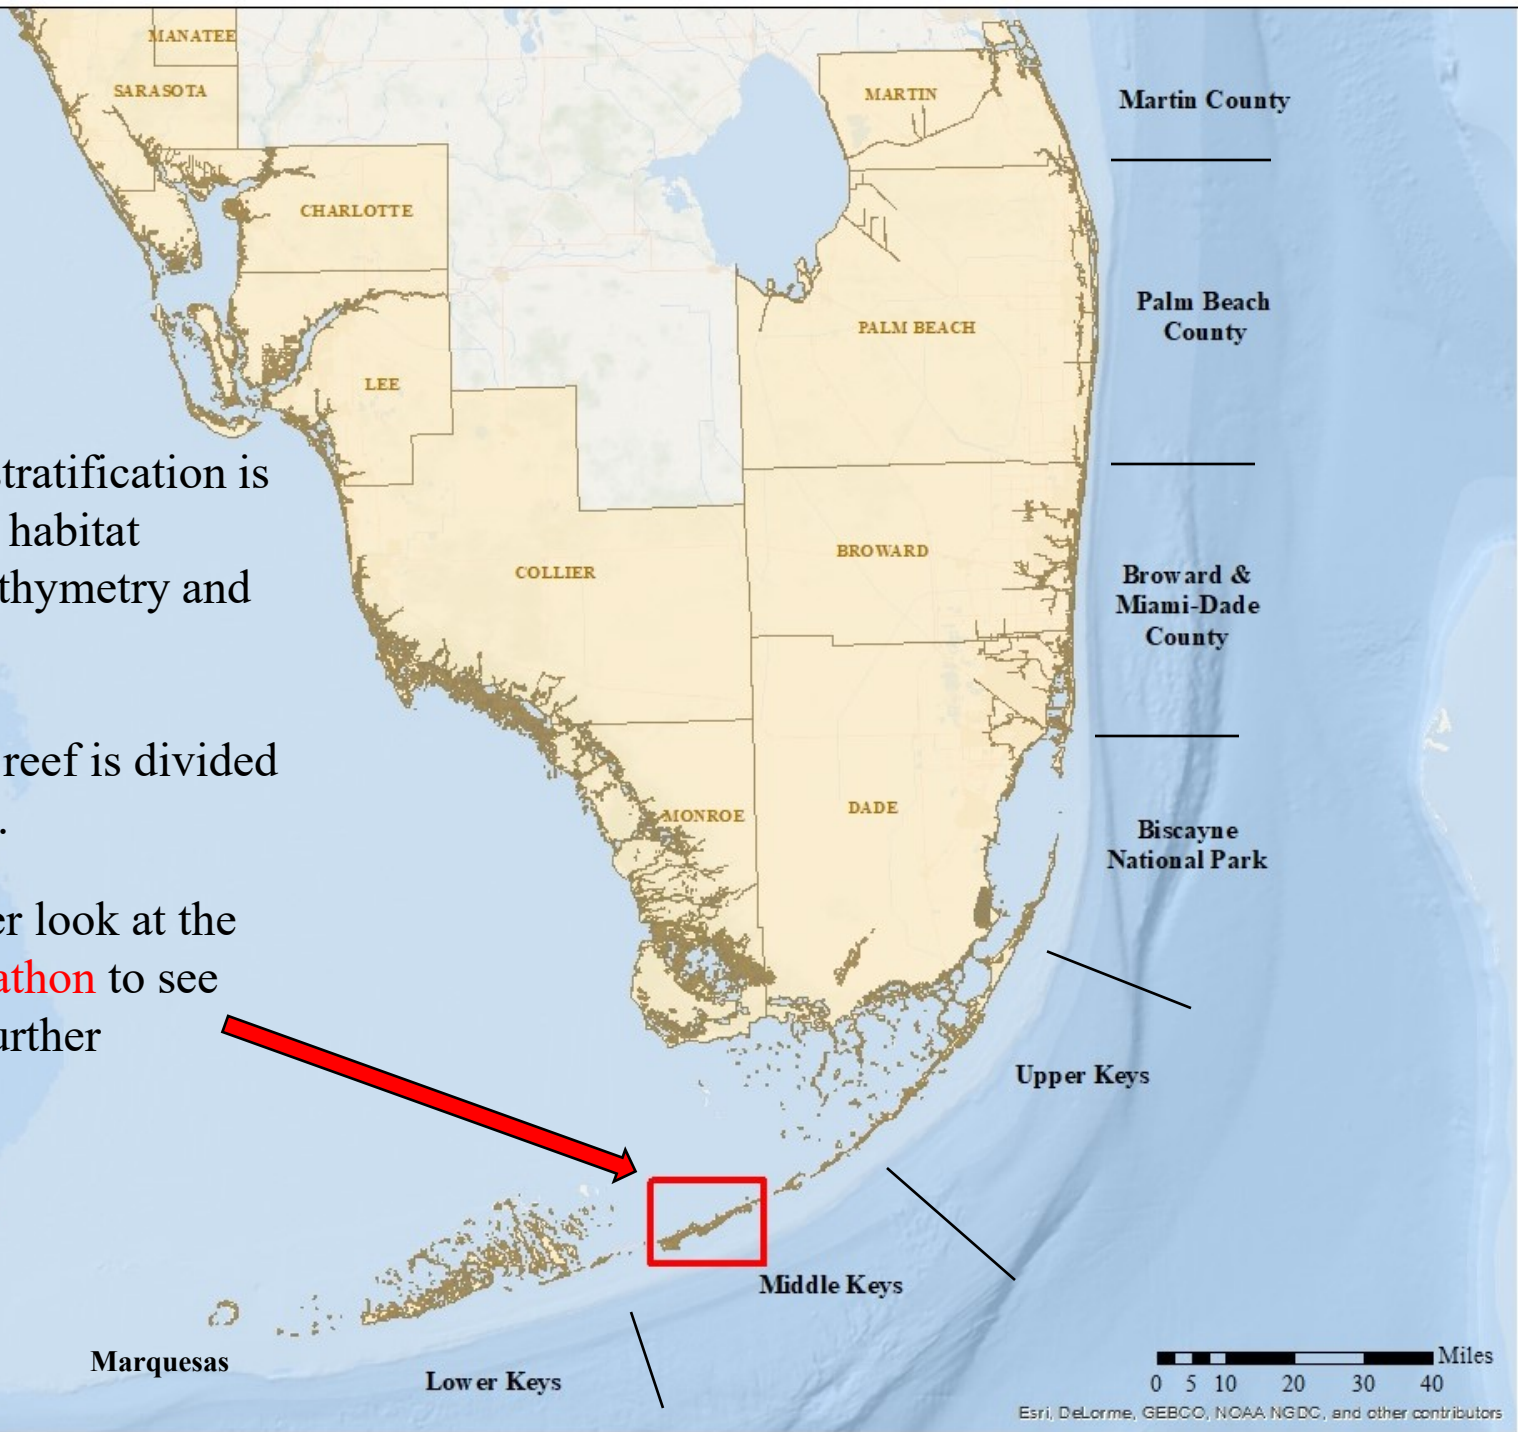 MANATEE
SARASOTA
MARTIN
Martin County
CHARLOTTE
Palm Beach
County
PALM BEACH
LEE
tratification is
habitat
thymetry and
COLLIER
BROWARD
Broward &
Miami-Dade
County
reef is divided
.
MONROE
DADE
Biscayne
National Park
er look at the
athon to see
urther
Upper Keys
Middle Keys
Marquesas
Lower Keys
Miles
0 5 10 20 30 40
Esri, DeLorme, GEBCO, NOAA NGDC, and other contributors